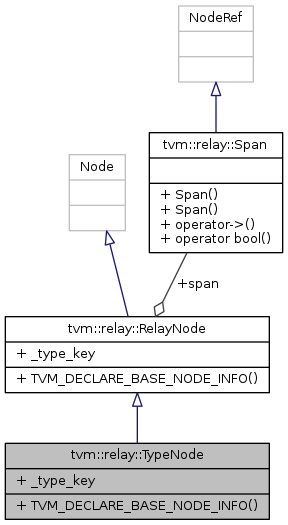 NodeRef
tvm::relay::Span
+ Span()
+ Span()
+ operator->()
+ operator bool()
Node
+span
tvm::relay::RelayNode
+ _type_key
+ TVM_DECLARE_BASE_NODE_INFO()
tvm::relay::TypeNode
+ _type_key
+ TVM_DECLARE_BASE_NODE_INFO()